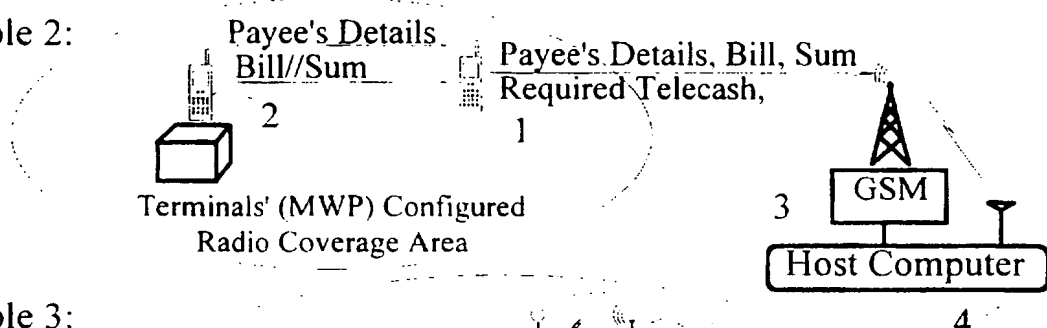 ple 2:
Payee's Details
Bill//Sum
2
Payee's Details, Bill, Sum
Required Telecash,
1
Terminals' (MWP) Configured
Radio Coverage Area
3
GSM
Host Computer
4
ple 3: